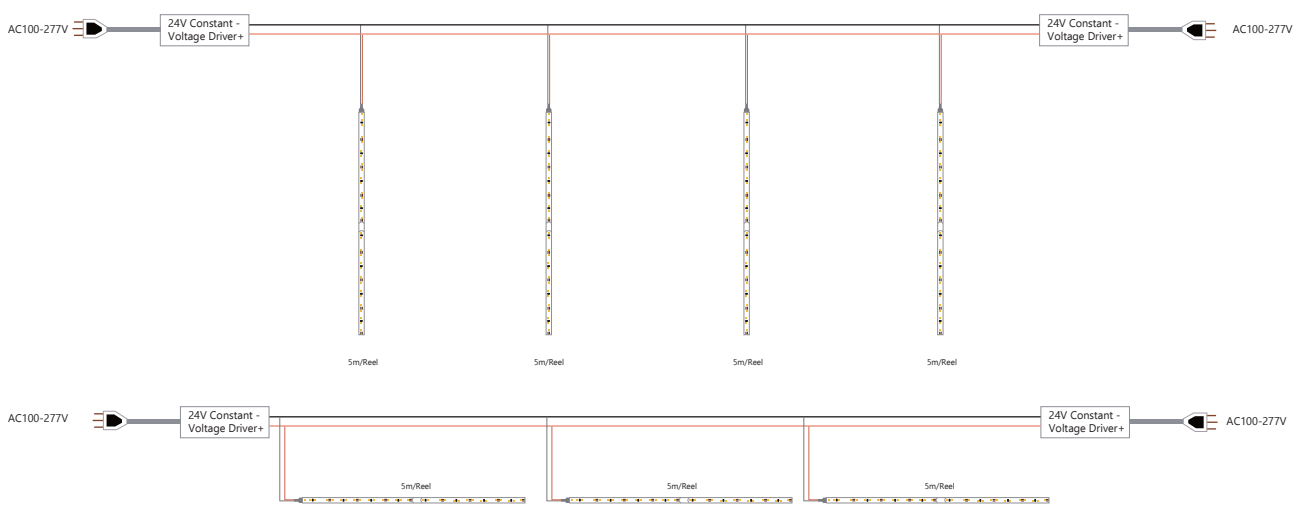 AC100-277V
24V Constant -
Voltage Driver+
24V Constant -
Voltage Driver+
AC100-277V
5m/Reel
5m/Reel
5m/Reel
5m/Reel
AC100-277V
24V Constant -
Voltage Driver+
24V Constant -
Voltage Driver+
AC100-277V
5m/Reel
5m/Reel
5m/Reel